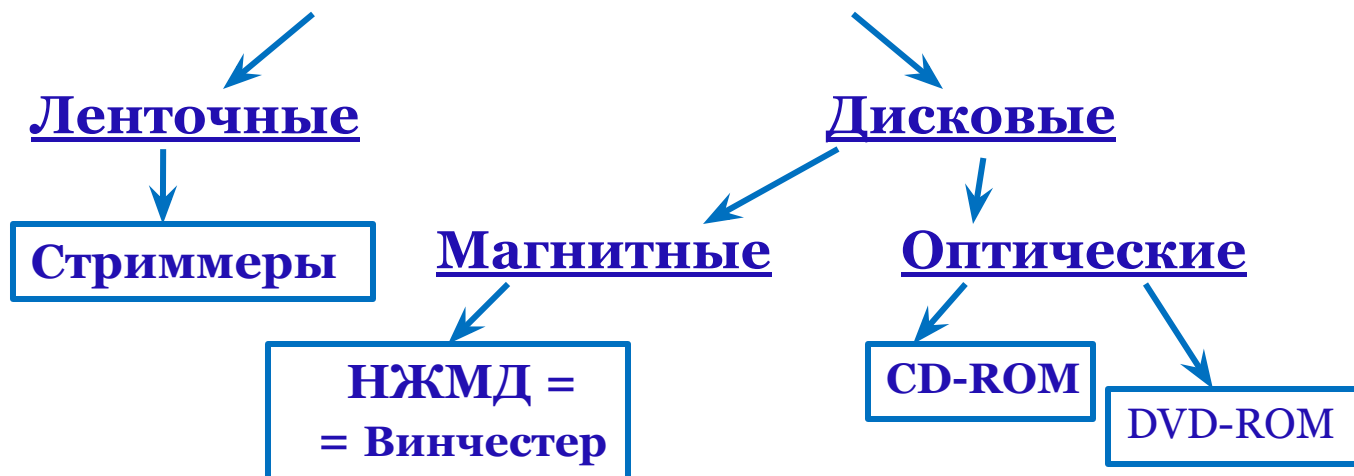 Ленточные
Дисковые
Стриммеры
Магнитные
Оптические
НЖМД =
= Винчестер
CD-ROM
DVD-ROM